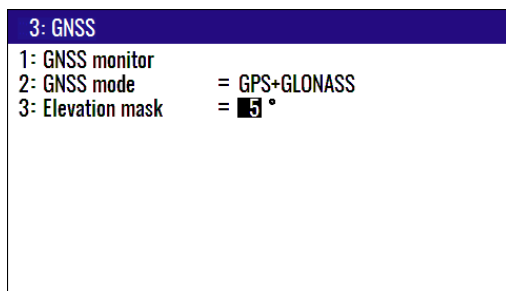 3: GNSS
1: GNSS monitor
2: GNSS mode = GPS+GLONASS
3: Elevation mask = 5 °